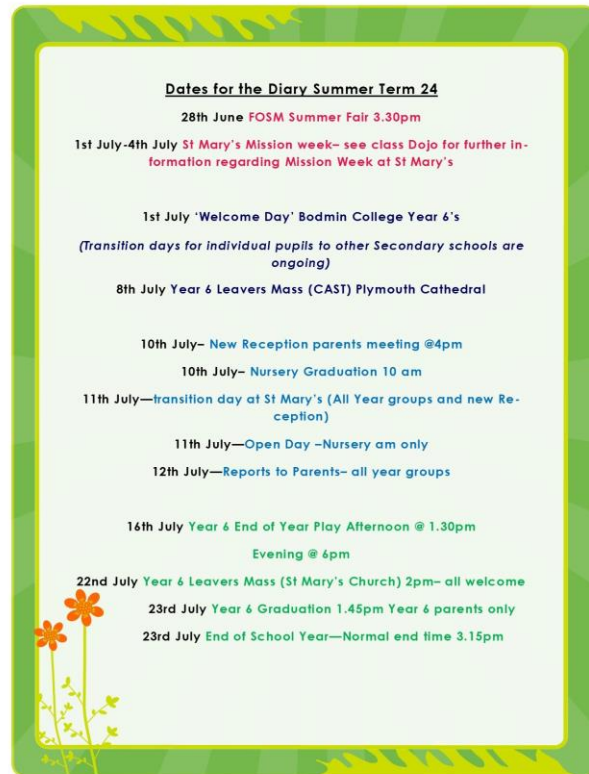 Dates for the Diary Summer Term 24
28th June FOSM Summer Fair 3.30pm
1st July-4th July St Mary's Mission week– see class Dojo for further in-
formation regarding Mission Week at St Mary's
1st July 'Welcome Day' Bodmin College Year 6's
(Transition days for individual pupils to other Secondary schools are
ongoing)
8th July Year 6 Leavers Mass (CAST) Plymouth Cathedral
10th July– New Reception parents meeting @4pm
10th July– Nursery Graduation 10 am
11th July—transition day at St Mary's (All Year groups and new Re-
ception)
11th July—Open Day –Nursery am only
12th July—Reports to Parents– all year groups
16th July Year 6 End of Year Play Afternoon @ 1.30pm
Evening @ 6pm
22nd July Year 6 Leavers Mass (St Mary's Church) 2pm– all welcome
23rd July Year 6 Graduation 1.45pm Year 6 parents only
23rd July End of School Year—Normal end time 3.15pm